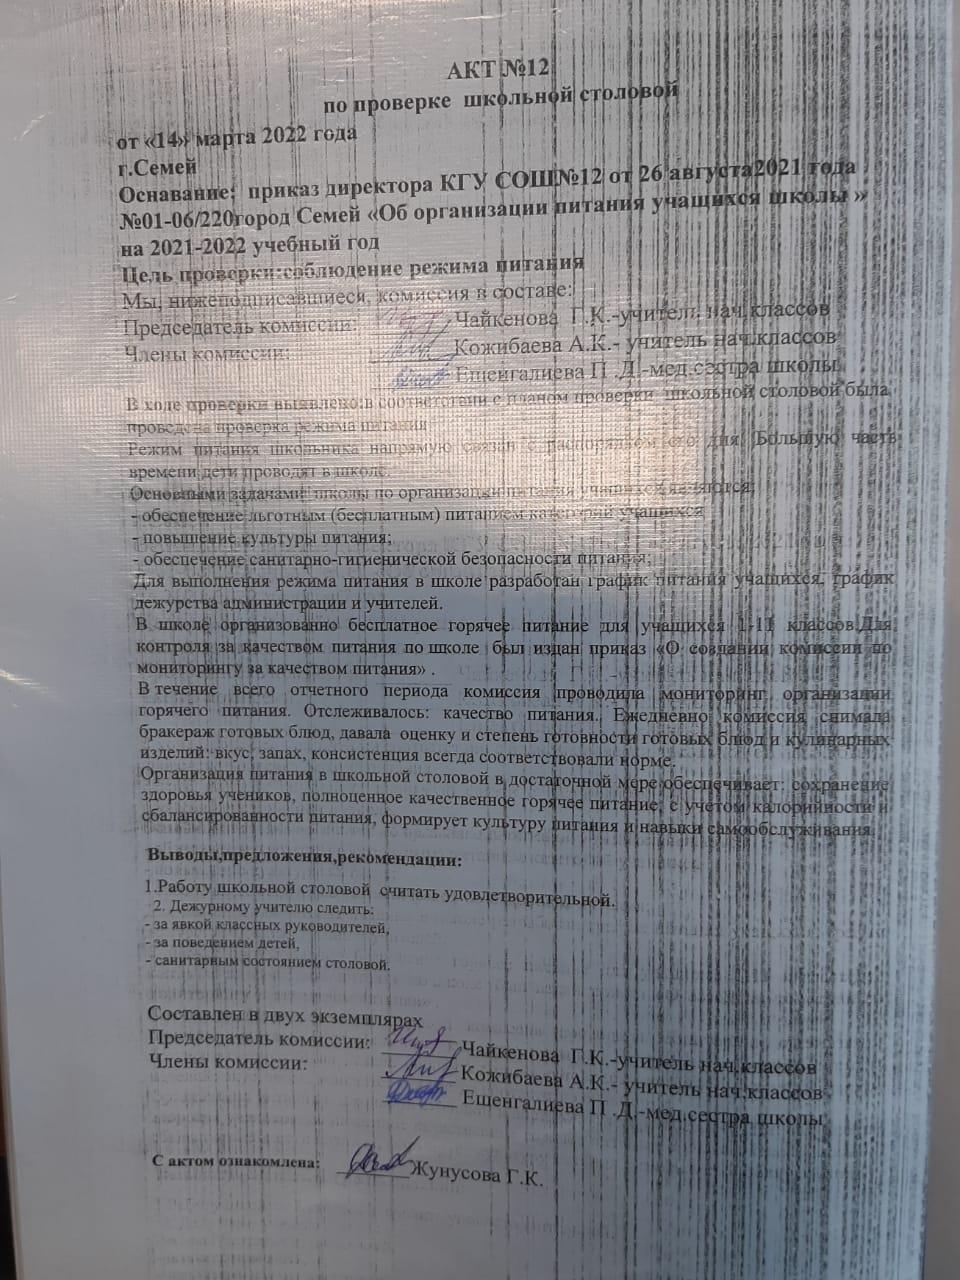 АКТ №12
по проверке школьной столовой
от «14» марта 2022 года
г.Семей
Оснавание: приказ директора КГУ СОШ№12 от 26 августа2021 года
№01-06/220город Семей «Об организации питания учащихся школы »
на 2021-2022 учебный год
Цель проверки:соблюдение режима питания
Мы, нижеподписавшиеся, комиссия в составе:
Председатель комиссии: Чайкенова Г.К.-учитель нач.классов
Члены комиссии: Кожибаева А.К.- учитель нач.классов
Ещенгалиева П .Д.-мед.сестра школы
В ходе проверки выявлено:в соответствии с планом проверки школьной столовой была
проведена проверка режима питания
Режим питания школьника напрямую связан с распорядком его дня. Большую часть
времени дети проводят в школе.
Основными задачами школы по организации питания учащихся являются:
- обеспечение льготным (бесплатным) питанием категорий учащихся
- повышение культуры питания;
- обеспечение санитарно-гигиенической безопасности питания;
Для выполнения режима питания в школе разработан график питания учащихся, график
дежурства администрации и учителей.
В школе организованно бесплатное горячее питание для учащихся 1-11 классов.Для
контроля за качеством питания по школе был издан приказ «О создании комиссии по
мониторингу за качеством питания» .
В течение всего отчетного периода комиссия проводила мониторинг организации
горячего питания. Отслеживалось: качество питания. Ежедневно комиссия снимала
бракераж готовых блюд, давала оценку и степень готовности готовых блюд и кулинарных
изделий: вкус, запах, консистенция всегда соответствовали норме.
Организация питания в школьной столовой в достаточной мере обеспечивает: сохранение
здоровья учеников, полноценное качественное горячее питание, с учетом калорийности и
сбалансированности питания, формирует культуру питания и навыки самообслуживания.
Выводы,предложения,рекомендации:
1.Работу школьной столовой считать удовлетворительной.
2. Дежурному учителю следить:
- за явкой классных руководителей,
- за поведением детей,
- санитарным состоянием столовой.
Составлен в двух экземплярах
Председатель комиссии: Чайкенова Г.К.-учитель нач.классов
Члены комиссии: Кожибаева А.К.- учитель нач.классов
Ещенгалиева П .Д.-мед.сестра школы
С актом ознакомлена: Жунусова Г.К.